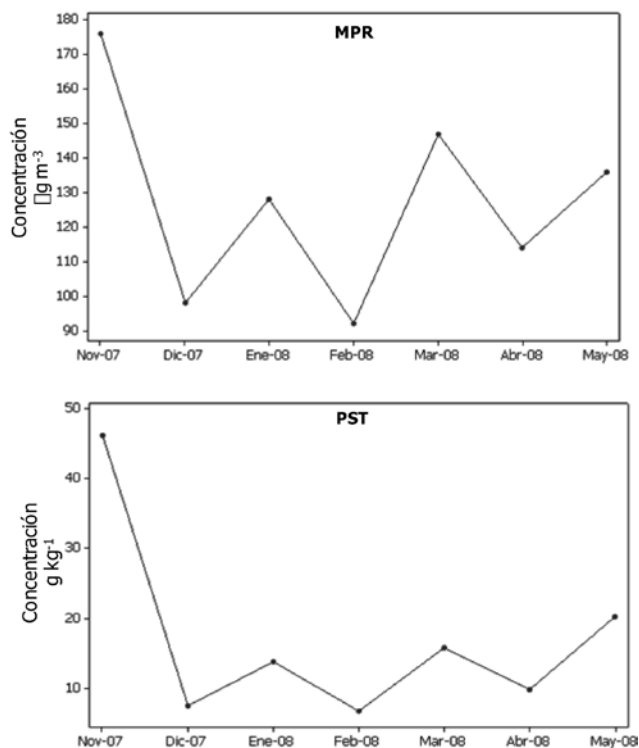 MPR
Concentración
▯g m-3
180
170
160
150
140
130
120
110
100
90
Nov-07 Dic-07 Ene-08 Feb-08 Mar-08 Abr-08 May-08
PST
Concentración
g kg-1
50
40
30
20
10
Nov-07 Dic-07 Ene-08 Feb-08 Mar-08 Abr-08 May-08